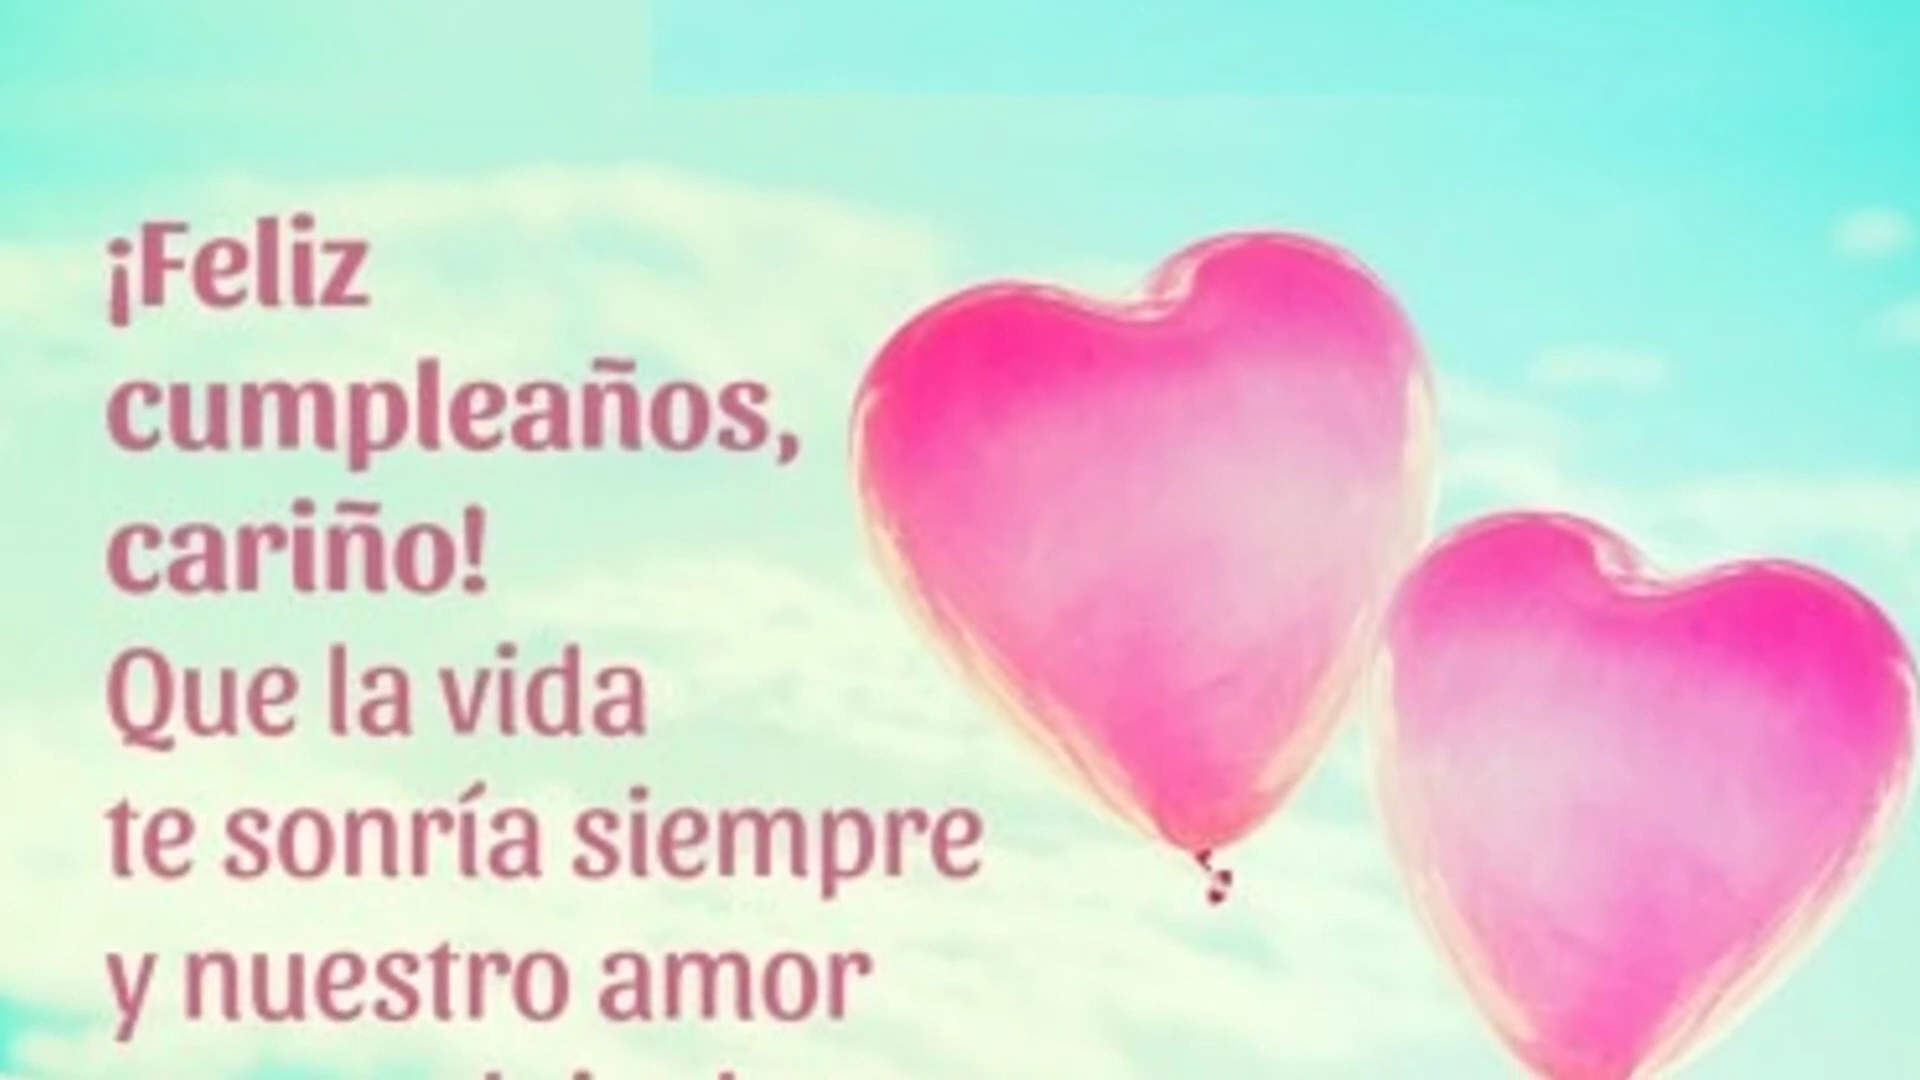 ¡Feliz
cumpleaños,
cariño!
Que la vida
te sonría siempre
y nuestro amor